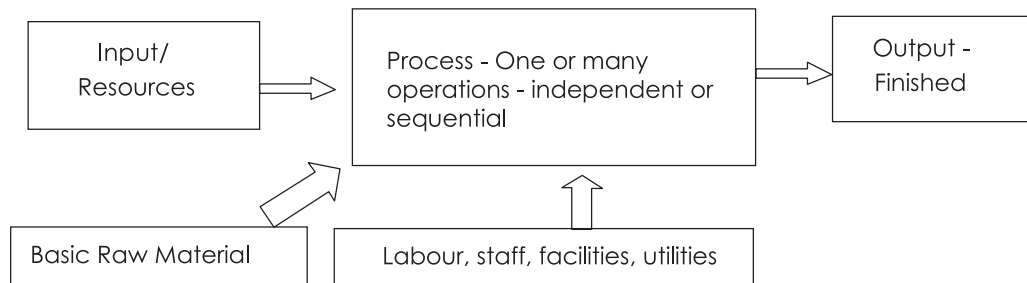 Input/
Resources
Process - One or many
operations - independent or
sequential
Output -
Finished
Basic Raw Material
Labour, staff, facilities, utilities